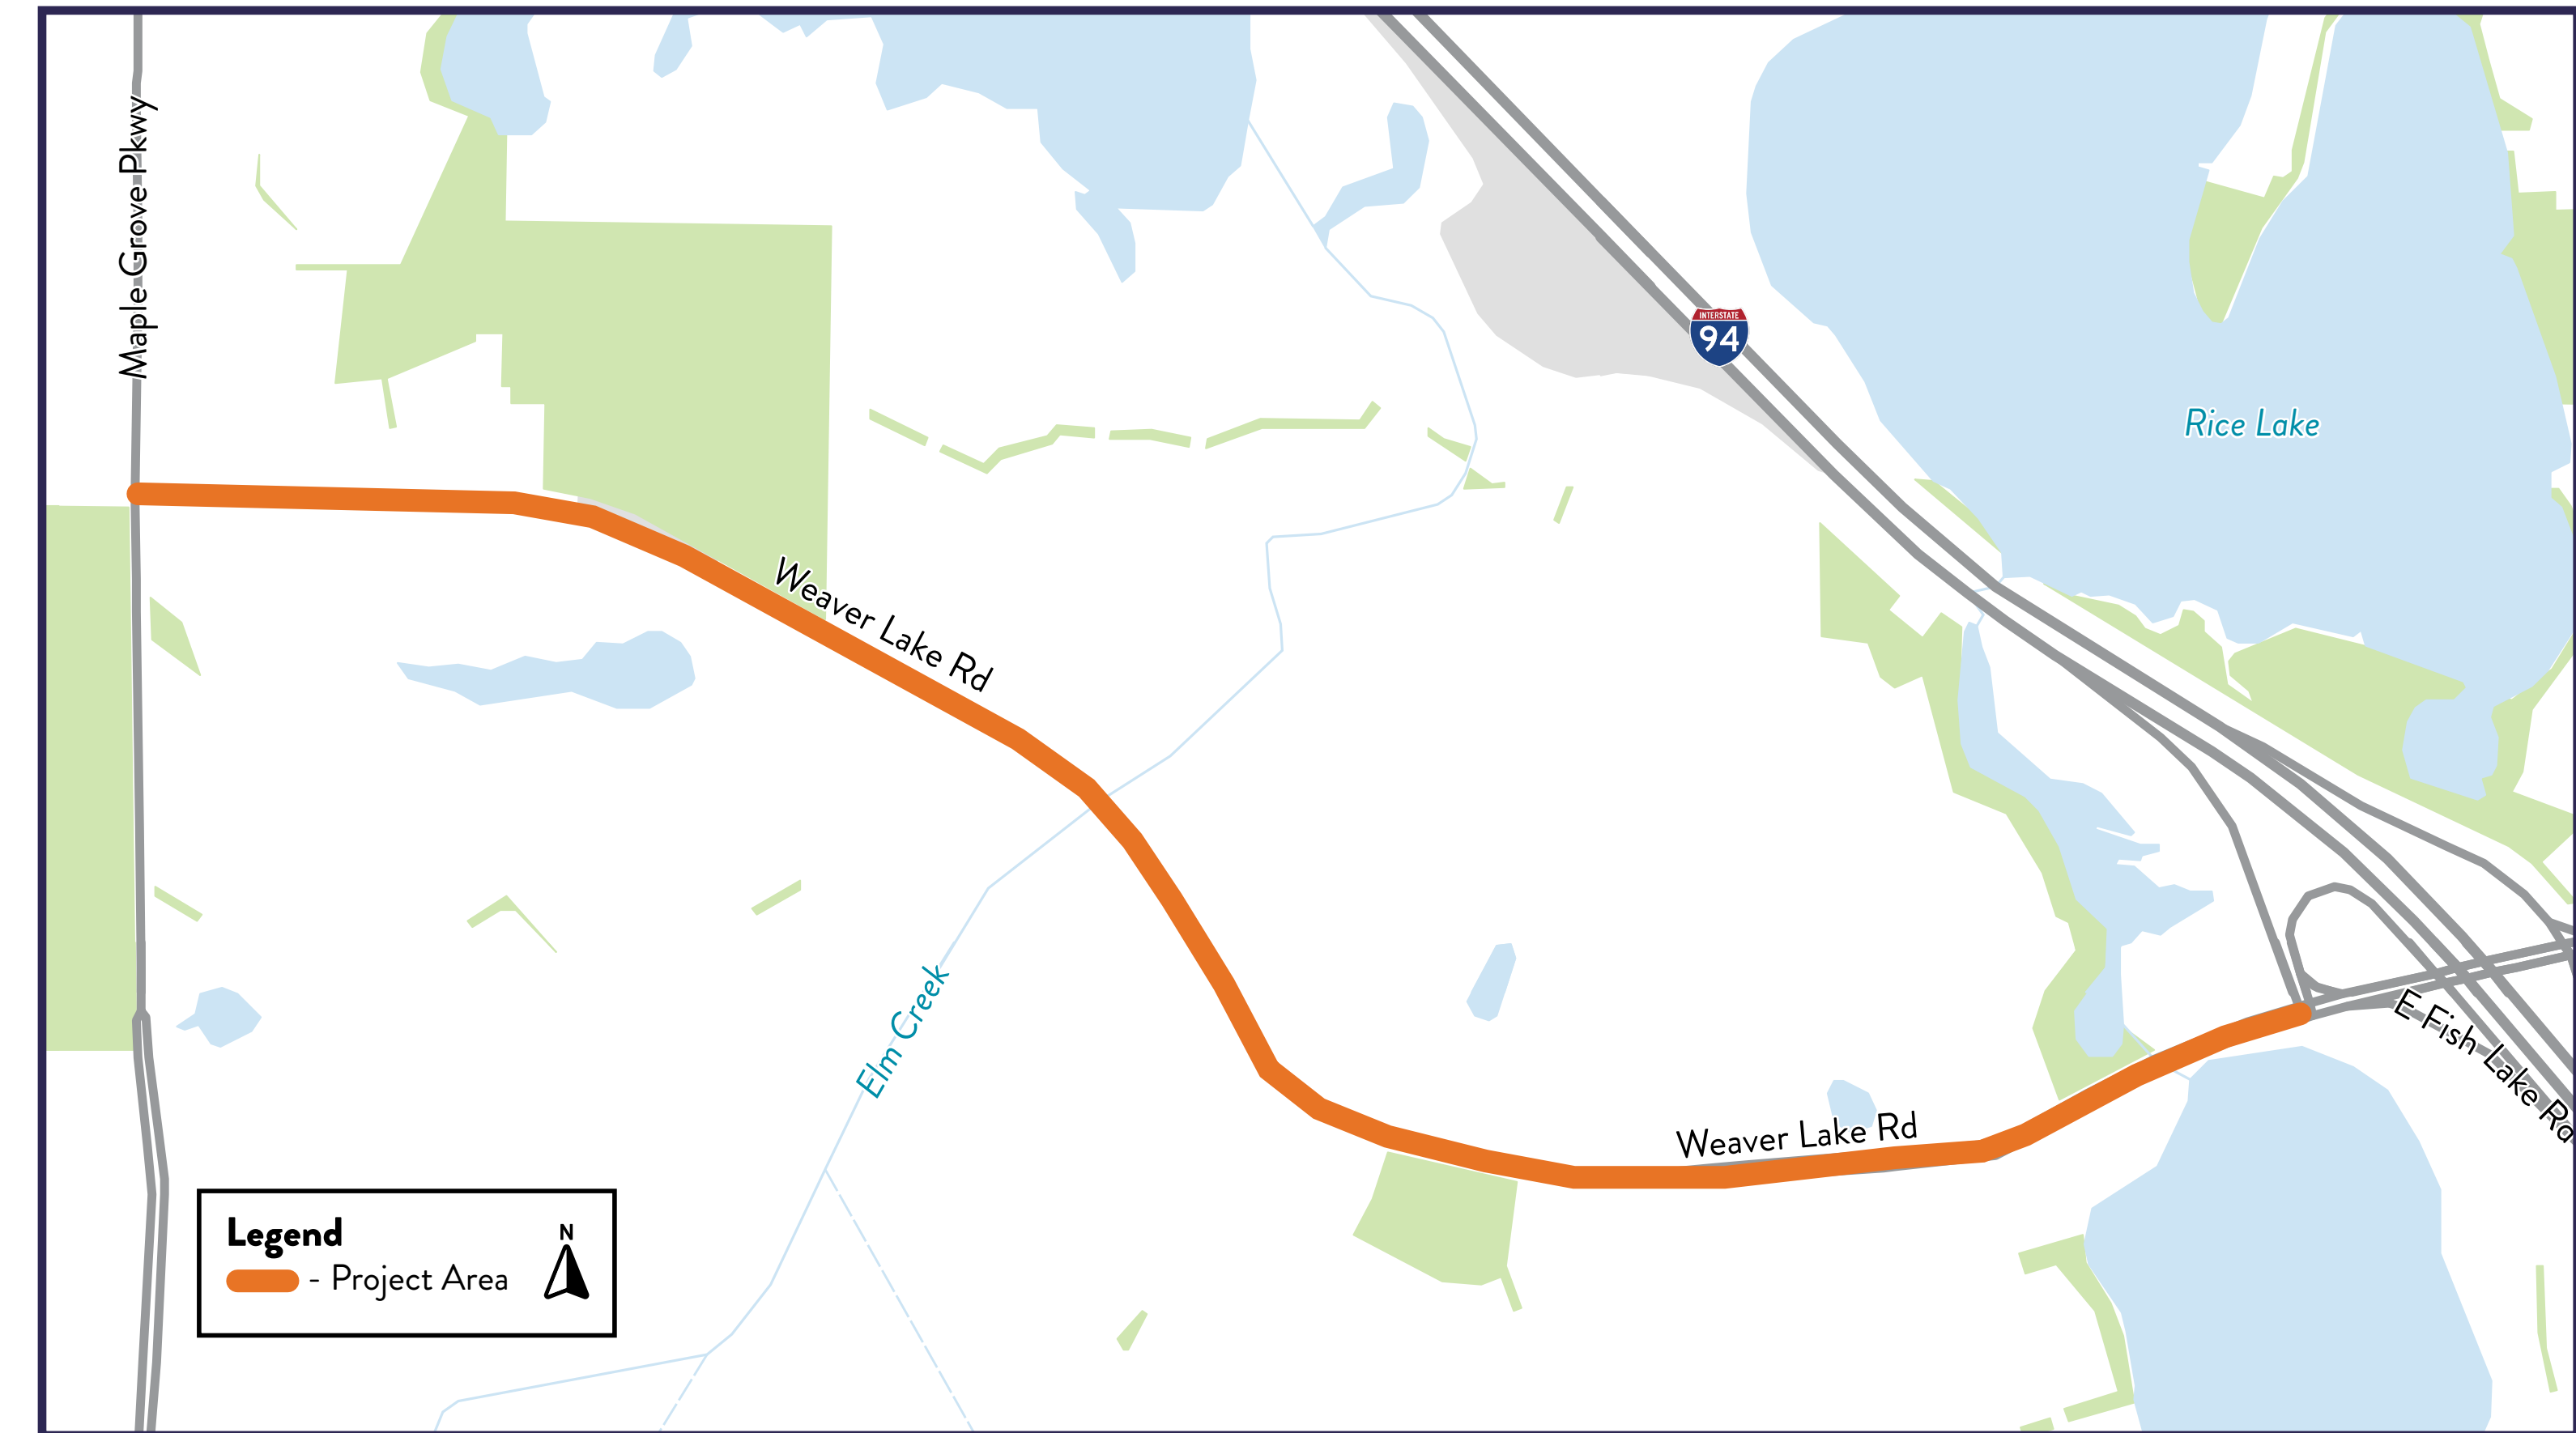 Maple Grove Pkwy
INTERSTATE
94
Rice Lake
Weaver Lake Rd
Elm Creek
E Fish Lake Rd
Weaver Lake Rd
Legend
N
- Project Area